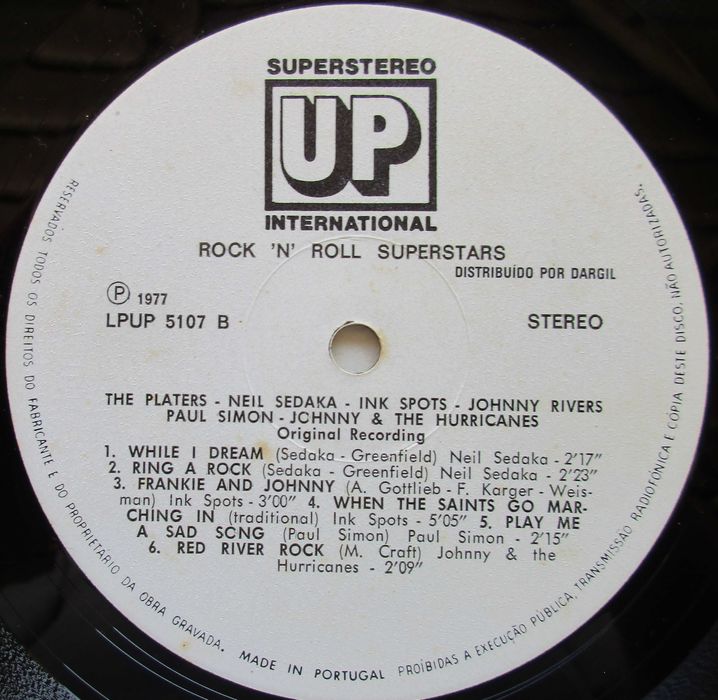 SUPERSTEREO
UP
INTERNATIONAL
ROCK 'N' ROLL SUPERSTARS
DISTRIBUÍDO POR DARGIL
Ⓟ 1977
LPUP 5107 B
STEREO
THE PLATERS - NEIL SEDAKA - INK SPOTS - JOHNNY RIVERS
PAUL SIMON - JCHNNY & THE HURRICANES
Original Recording
1. WHILE I DREAM (Sedaka - Greenfield) Neil Sedaka - 2'17"
2. RING A ROCK (Sedaka - Greenfield) Neil Sedaka - 2'23"
3. FRANKIE AND JOHNNY (A. Gottlieb - F. Karger - Weis-
man) Ink Spots - 3'00" 4. WHEN THE SAINTS GO MAR-
CHING IN (traditional) Ink Spots - 5'05" 5. PLAY ME
A SAD SCNG (Paul Simon) Paul Simon - 2'15"
6. RED RIVER ROCK (M. Craft) Johnny & the
Hurricanes - 2'09"
RESERVADOS TODOS OS DIREITOS DO FABRICANTE E DO PROPRIETARIO DA OBRA GRAVADA. MADE IN PORTUGAL PROÍBIDAS A EXECUÇÃO PÚBLICA, TRANSMISSÃO RADIOFÓNICA E CÓPIA DESTE DISCO, NÃO AUTORIZADAS.